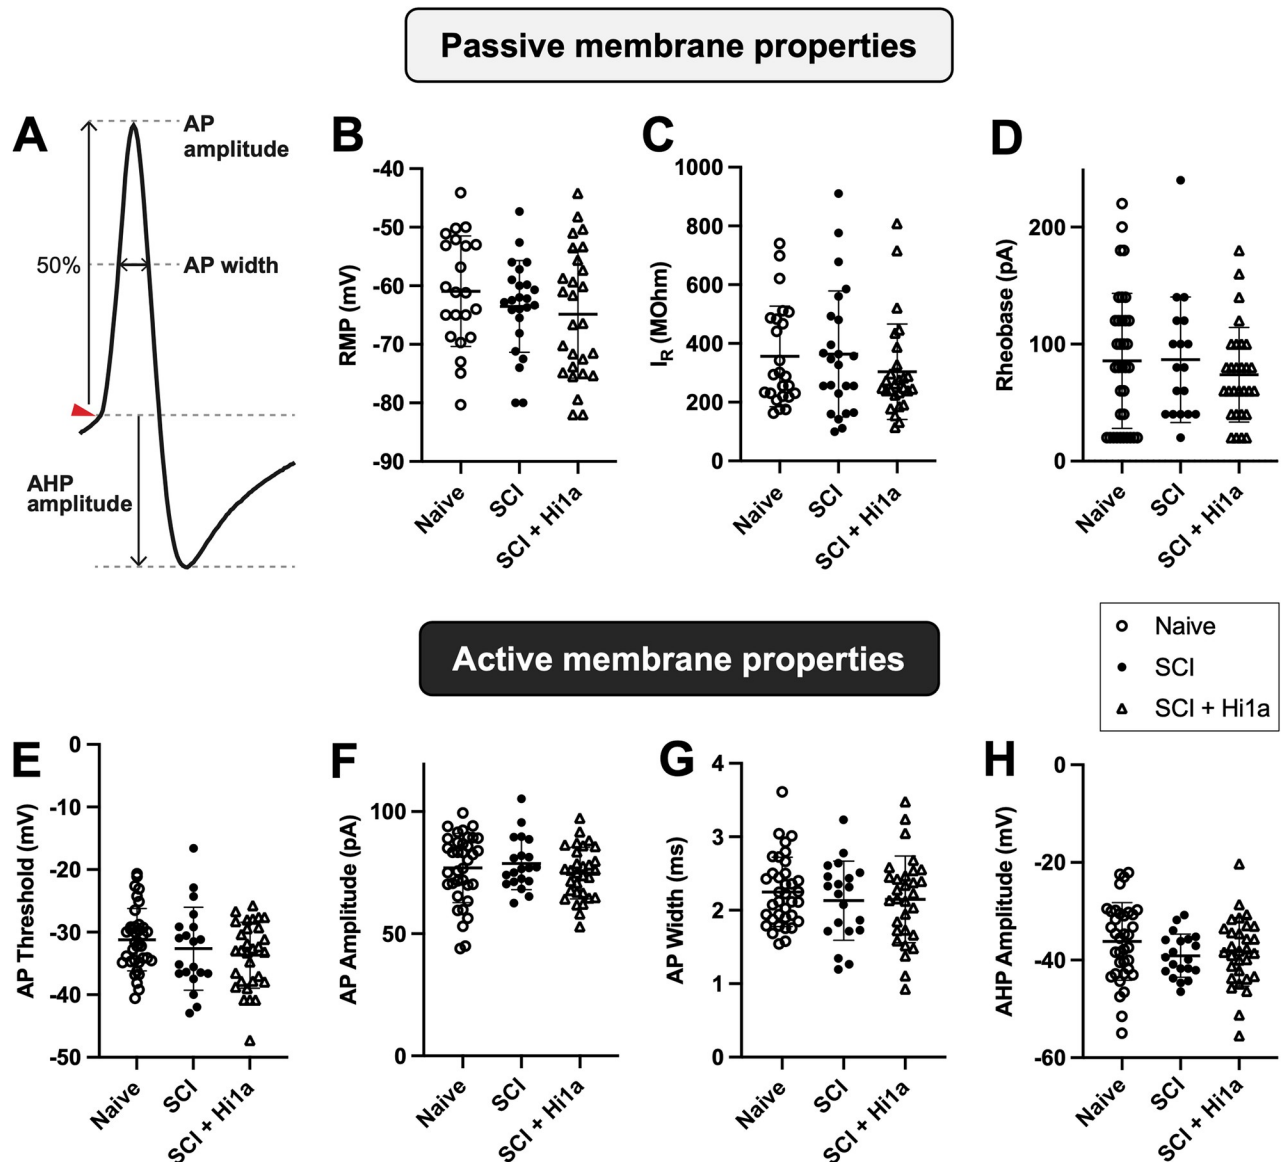 Passive membrane properties
A
AP
amplitude
50%
AP width
AHP
amplitude
B
RMP (mV)
-40
-50
-60
-70
-80
-90
Naive
SCI
SCI + Hi1a
C
I_R (MOhm)
1000
800
600
400
200
0
Naive
SCI
SCI + Hi1a
D
Rheobase (pA)
200
100
0
Naive
SCI
SCI + Hi1a
Active membrane properties
Naive
SCI
SCI + Hi1a
E
AP Threshold (mV)
0
-10
-20
-30
-40
-50
Naive
SCI
SCI + Hi1a
F
AP Amplitude (pA)
100
50
0
Naive
SCI
SCI + Hi1a
G
AP Width (ms)
4
3
2
1
0
Naive
SCI
SCI + Hi1a
H
AHP Amplitude (mV)
0
-20
-40
-60
Naive
SCI
SCI + Hi1a